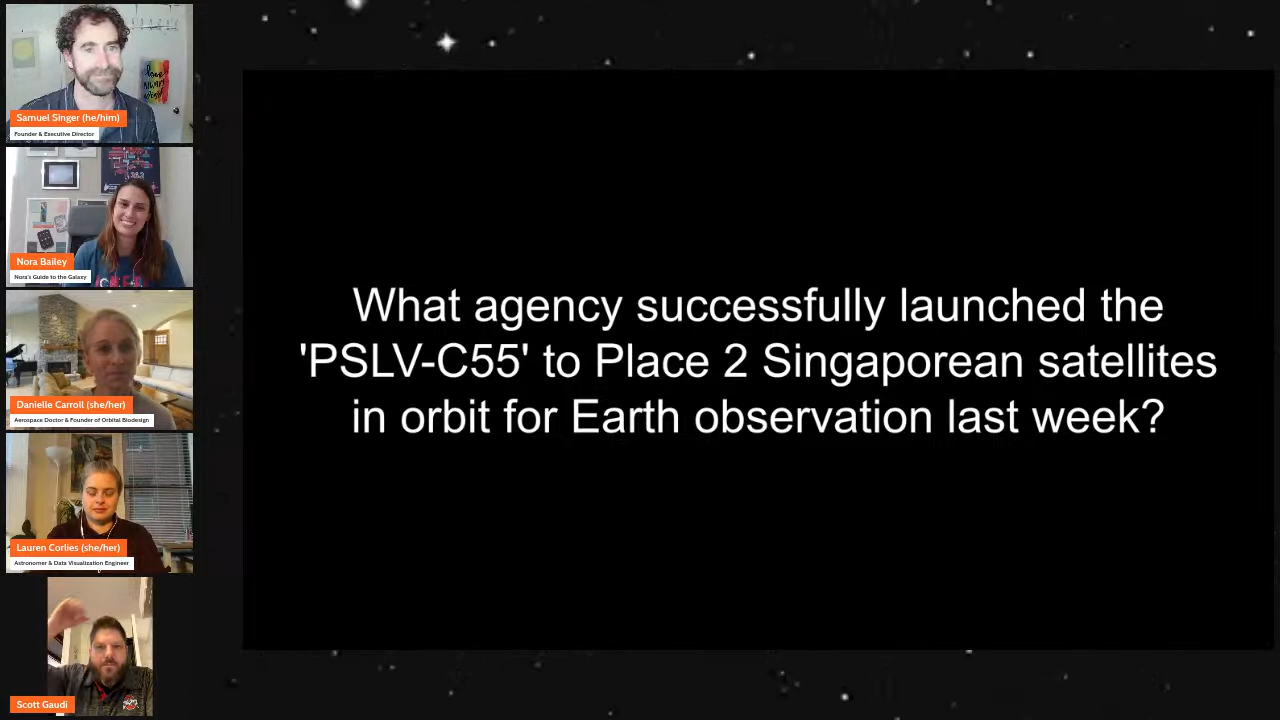 Samuel Singer (he/him)
Founder & Executive Director
Nora Bailey
Nora's Guide to the Galaxy
Danielle Carroll (she/her)
Aerospace Doctor & Founder of Orbital Biodesign
Lauren Corlies (she/her)
Astronomer & Data Visualization Engineer
Scott Gaudi
What agency successfully launched the
'PSLV-C55' to Place 2 Singaporean satellites
in orbit for Earth observation last week?